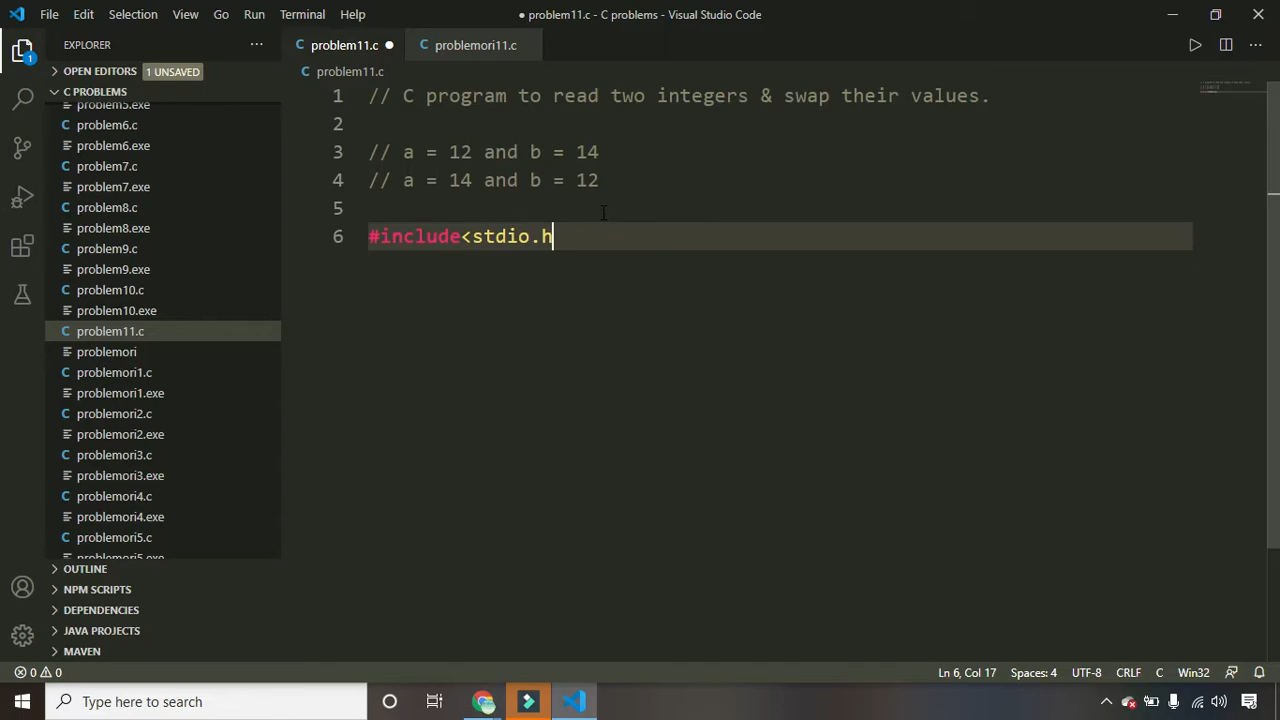 File Edit Selection View Go Run Terminal Help
● problem11.c - C problems - Visual Studio Code
EXPLORER
C problem11.c ●
C problemori11.c
OPEN EDITORS 1 UNSAVED
C problem11.c
C PROBLEMS
problem5.exe
C problem6.c
problem6.exe
C problem7.c
problem7.exe
C problem8.c
problem8.exe
C problem9.c
problem9.exe
C problem10.c
problem10.exe
C problem11.c
problemori
C problemori1.c
problemori1.exe
C problemori2.c
problemori2.exe
C problemori3.c
problemori3.exe
C problemori4.c
problemori4.exe
C problemori5.c
problemori5.exe
OUTLINE
NPM SCRIPTS
DEPENDENCIES
JAVA PROJECTS
MAVEN
1 // C program to read two integers & swap their values.
2
3 // a = 12 and b = 14
4 // a = 14 and b = 12
5
6 #include<stdio.h
1
0 0
Ln 6, Col 17 Spaces: 4 UTF-8 CRLF C Win32
Type here to search